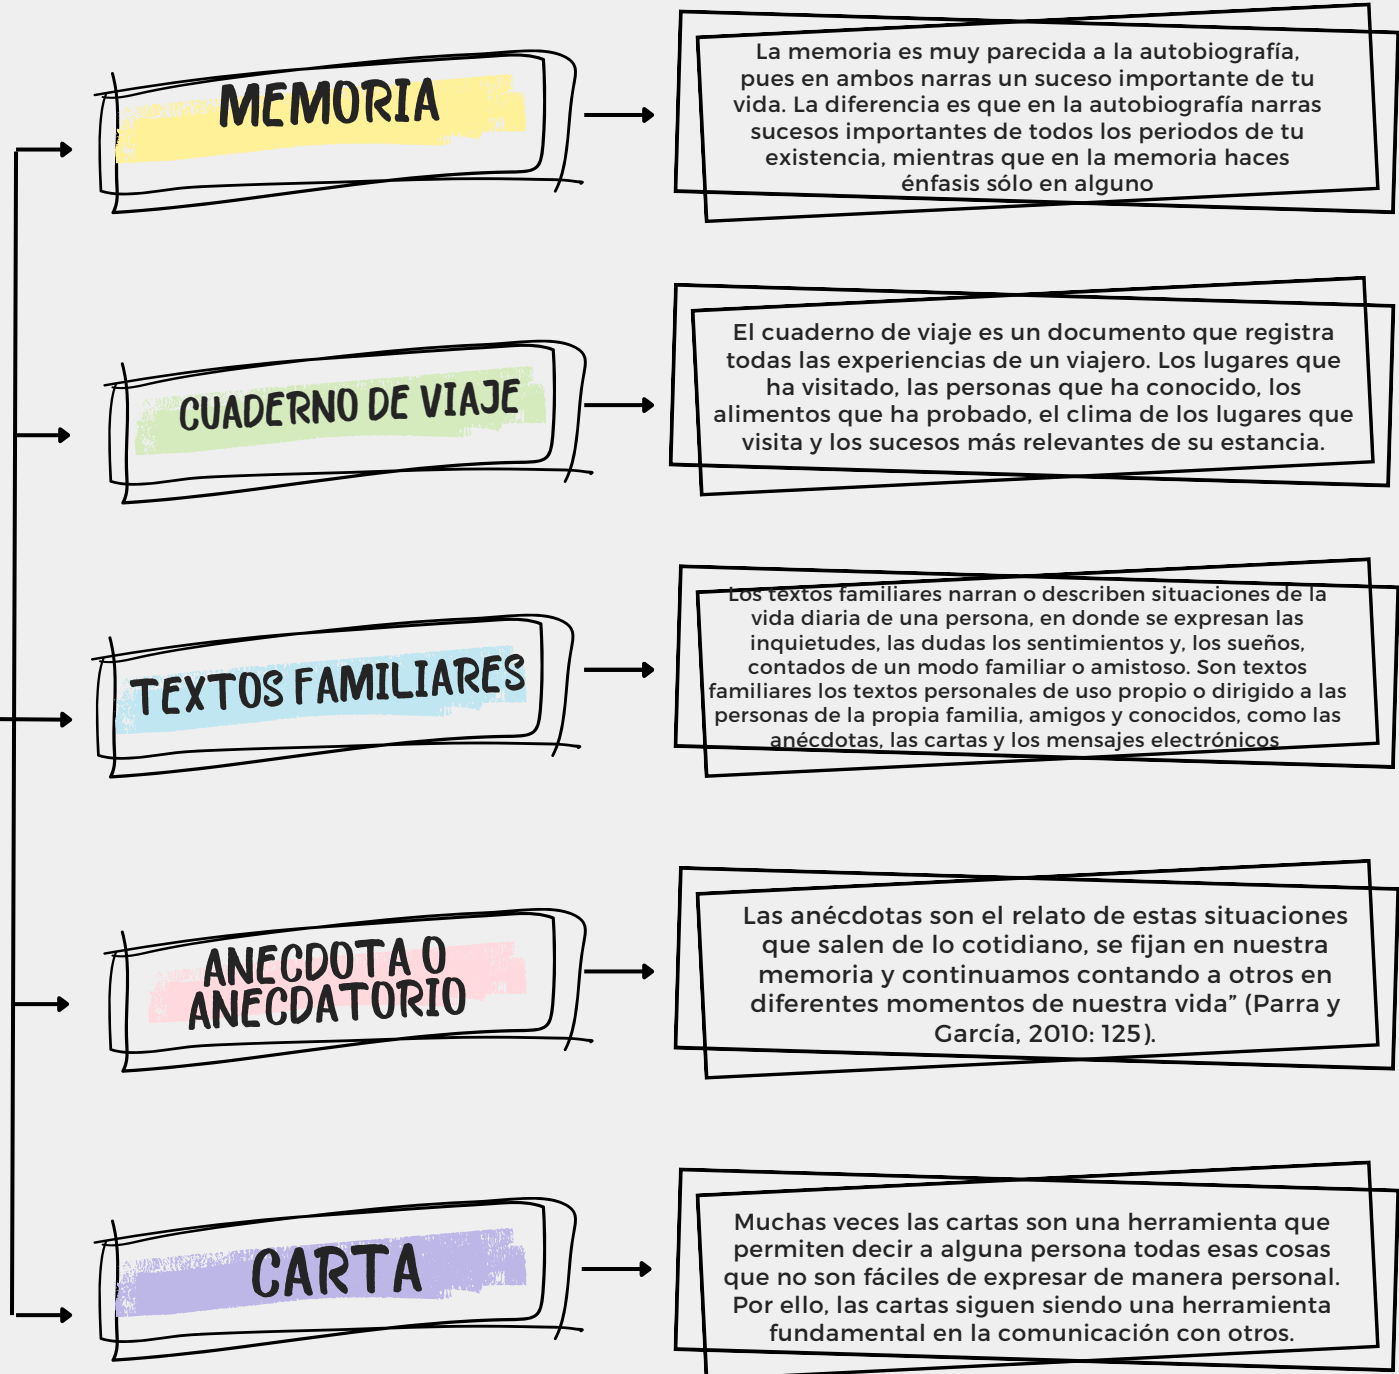 MEMORIA
La memoria es muy parecida a la autobiografía,
pues en ambos narras un suceso importante de tu
vida. La diferencia es que en la autobiografía narras
sucesos importantes de todos los periodos de tu
existencia, mientras que en la memoria haces
énfasis sólo en alguno
CUADERNO DE VIAJE
El cuaderno de viaje es un documento que registra
todas las experiencias de un viajero. Los lugares que
ha visitado, las personas que ha conocido, los
alimentos que ha probado, el clima de los lugares que
visita y los sucesos más relevantes de su estancia.
TEXTOS FAMILIARES
Los textos familiares narran o describen situaciones de la
vida diaria de una persona, en donde se expresan las
inquietudes, las dudas los sentimientos y, los sueños,
contados de un modo familiar o amistoso. Son textos
familiares los textos personales de uso propio o dirigido a las
personas de la propia familia, amigos y conocidos, como las
anécdotas, las cartas y los mensajes electrónicos
ANECDOTA O
ANECDATORIO
Las anécdotas son el relato de estas situaciones
que salen de lo cotidiano, se fijan en nuestra
memoria y continuamos contando a otros en
diferentes momentos de nuestra vida” (Parra y
García, 2010: 125).
CARTA
Muchas veces las cartas son una herramienta que
permiten decir a alguna persona todas esas cosas
que no son fáciles de expresar de manera personal.
Por ello, las cartas siguen siendo una herramienta
fundamental en la comunicación con otros.